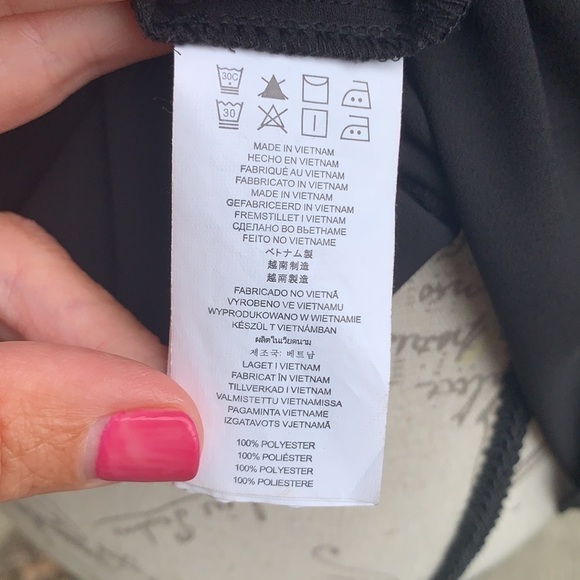 30C
30
MADE IN VIETNAM
HECHO EN VIETNAM
FABRIQUÉ AU VIETNAM
FABBRICATO IN VIETNAM
MADE IN VIETNAM
GEFABRICEERD IN VIETNAM
FREMSTILLET I VIETNAM
СДЕЛАНО ВО ВЬЕТНАМЕ
FEITO NO VIETNAME
ベトナム製
越南制造
越南製造
FABRICADO NO VIETNÃ
VYROBENO VE VIETNAMU
WYPRODUKOWANO W WIETNAMIE
KÉSZÜLT VIETNÁMBAN
ผลิตในเวียดนาม
제조국: 베트남
LAGET I VIETNAM
FABRICAT ÎN VIETNAM
TILLVERKAD I VIETNAM
VALMISTETTU VIETNAMISSA
PAGAMINTA VIETNAME
IZGATAVOTS VJETNAMĀ
100% POLYESTER
100% POLIÉSTER
100% POLYESTER
100% POLIESTERE